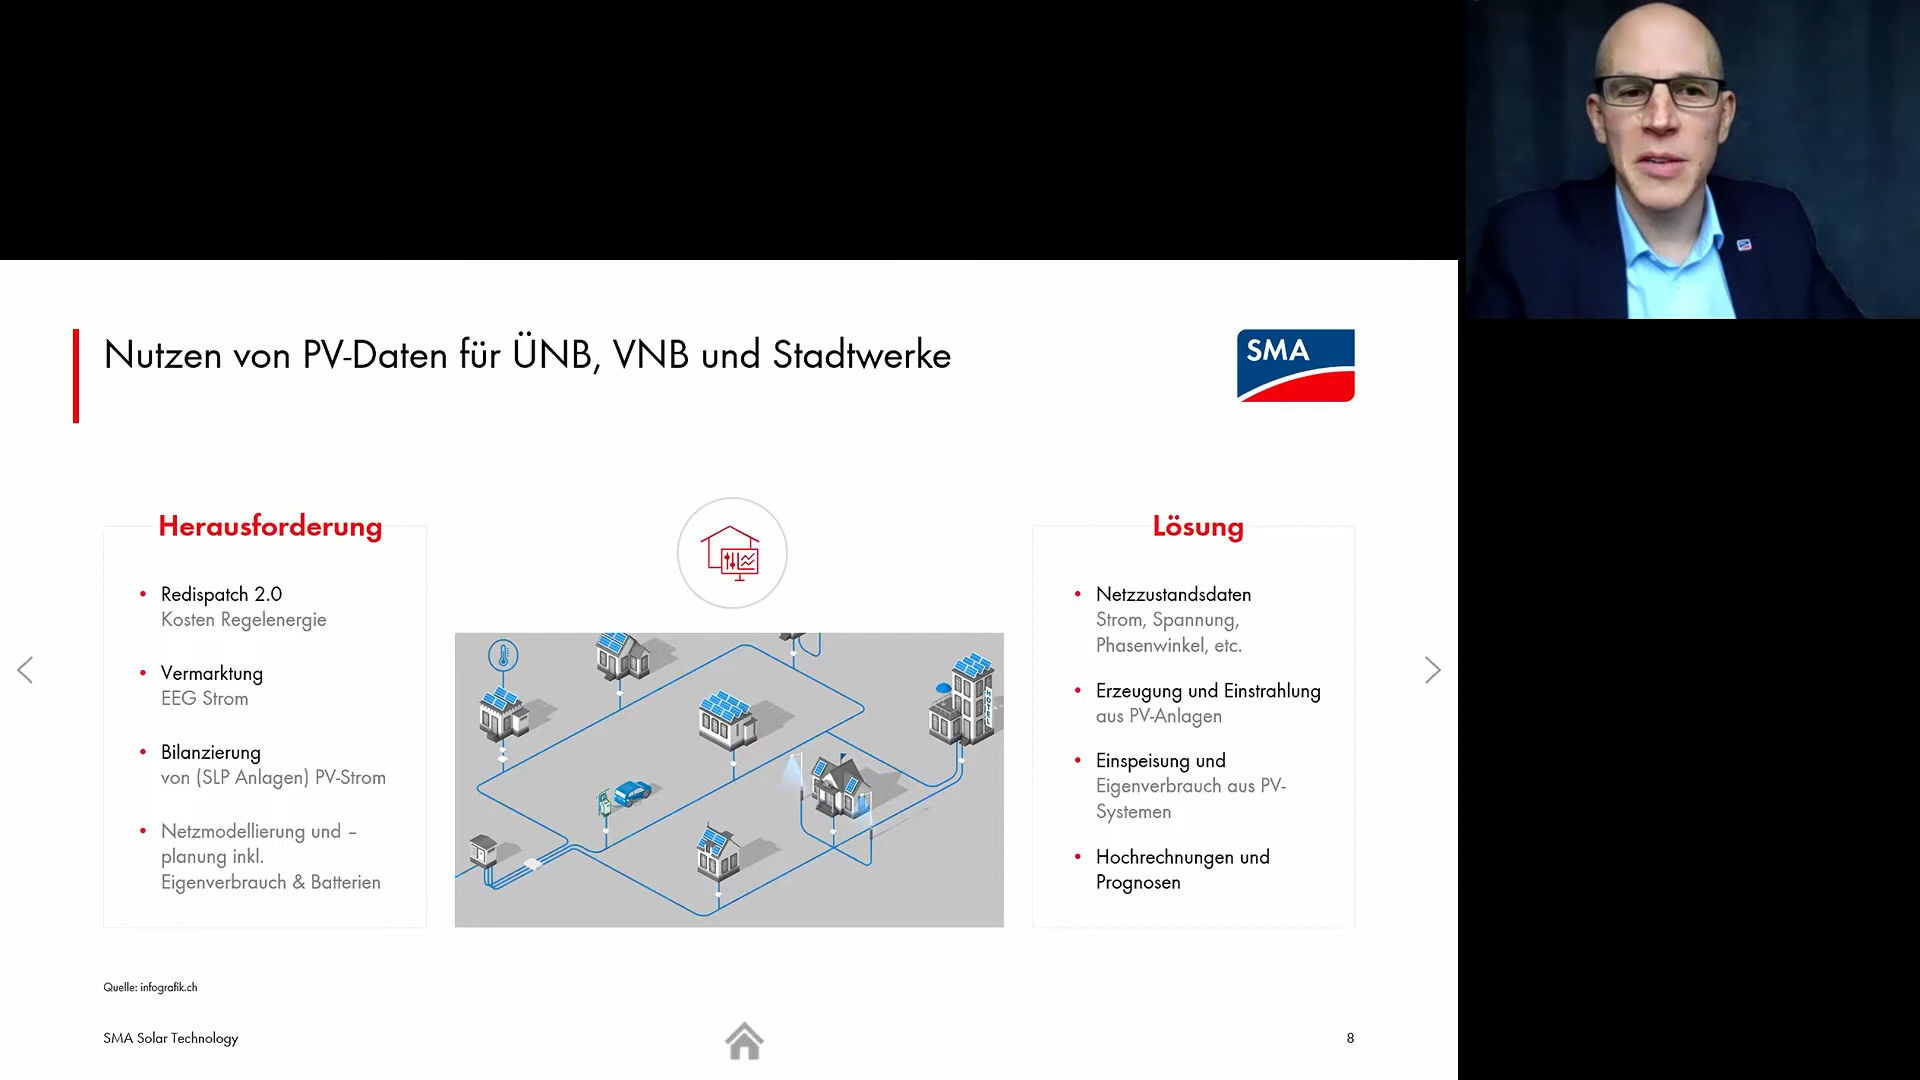 Nutzen von PV-Daten für ÜNB, VNB und Stadtwerke
SMA
Herausforderung
• Redispatch 2.0
Kosten Regelenergie
• Vermarktung
EEG Strom
• Bilanzierung
von (SLP Anlagen) PV-Strom
• Netzmodellierung und –
planung inkl.
Eigenverbrauch & Batterien
HOTEL
Lösung
• Netzzustandsdaten
Strom, Spannung,
Phasenwinkel, etc.
• Erzeugung und Einstrahlung
aus PV-Anlagen
• Einspeisung und
Eigenverbrauch aus PV-
Systemen
• Hochrechnungen und
Prognosen
Quelle: infografik.ch
SMA Solar Technology
8